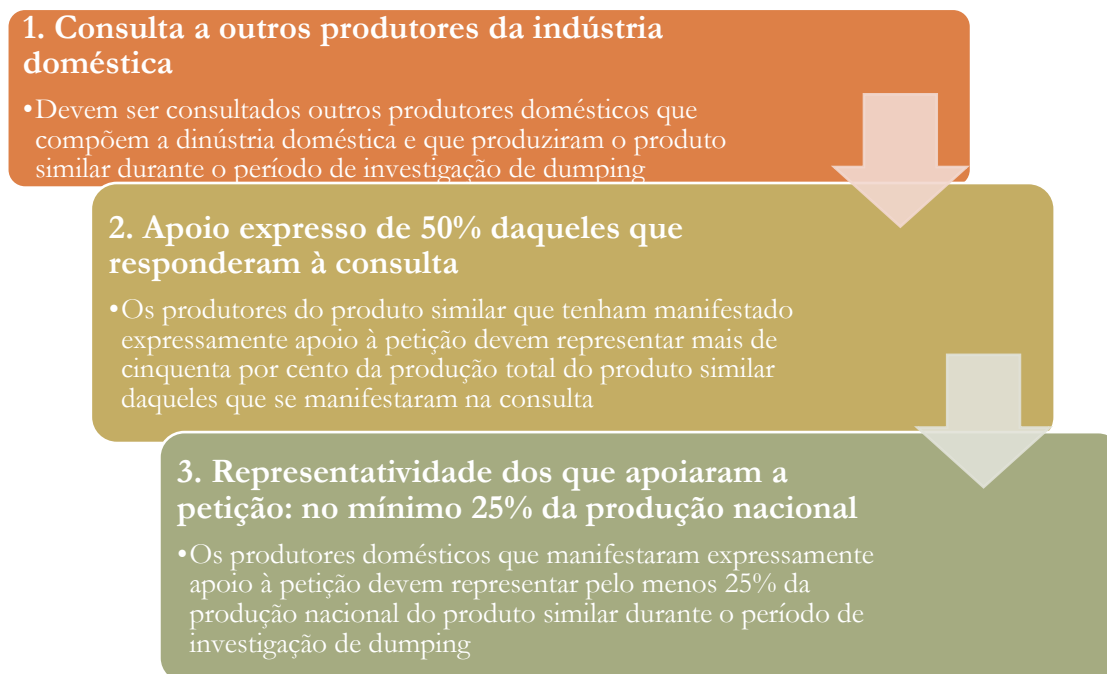 1. Consulta a outros produtores da indústria
doméstica
•Devem ser consultados outros produtores domésticos que
compõem a dinústria doméstica e que produziram o produto
similar durante o período de investigação de dumping
2. Apoio expresso de 50% daqueles que
responderam à consulta
•Os produtores do produto similar que tenham manifestado
expressamente apoio à petição devem representar mais de
cinquenta por cento da produção total do produto similar
daqueles que se manifestaram na consulta
3. Representatividade dos que apoiaram a
petição: no mínimo 25% da produção nacional
•Os produtores domésticos que manifestaram expressamente
apoio à petição devem representar pelo menos 25% da
produção nacional do produto similar durante o período de
investigação de dumping